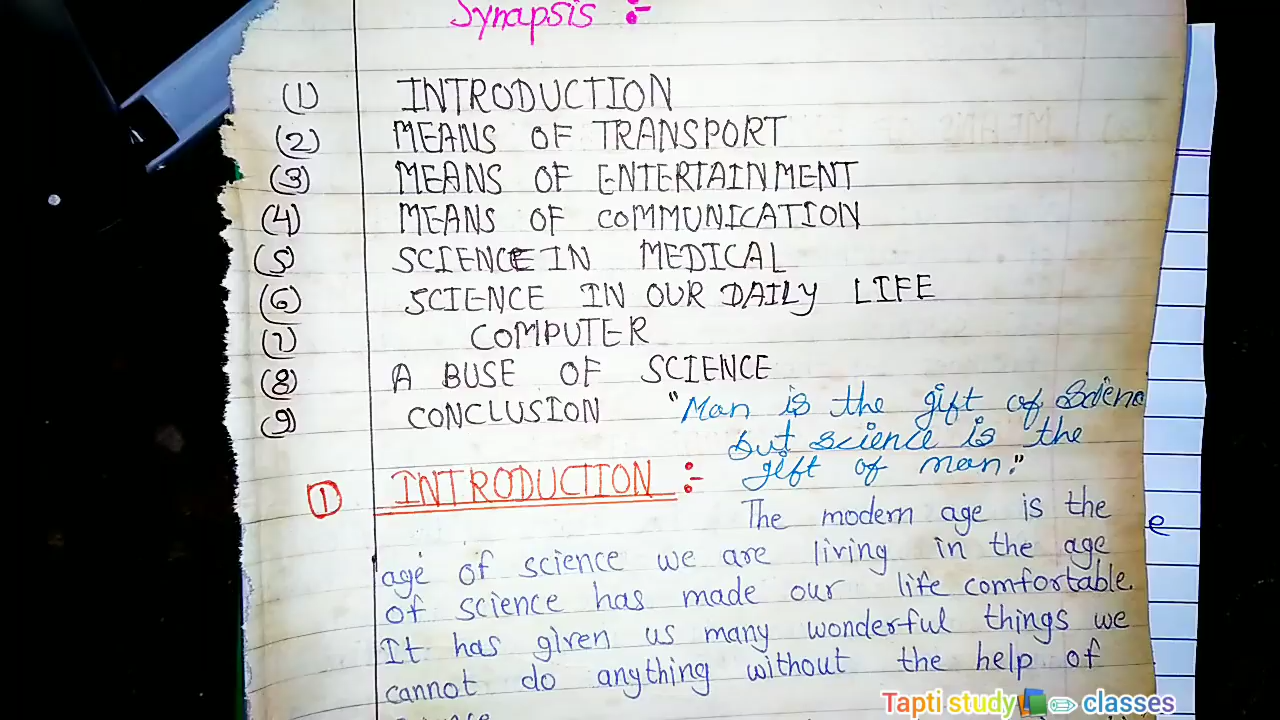 Synapsis :-
(1) INTRODUCTION
(2) MEANS OF TRANSPORT
(3) MEANS OF ENTERTAINMENT
(4) MEANS OF COMMUNICATION
(5) SCIENCE IN MEDICAL
(6) SCIENCE IN OUR DAILY LIFE
(7) COMPUTER
(8) A BUSE OF SCIENCE
(9) CONCLUSION "Man is the gift of Scienc
but science is the
gift of man."
① INTRODUCTION :-
The modern age is the
age of science we are living in the age
of science has made our life comfortable.
It has given us many wonderful things we
cannot do anything without the help of
e
Tapti study classes